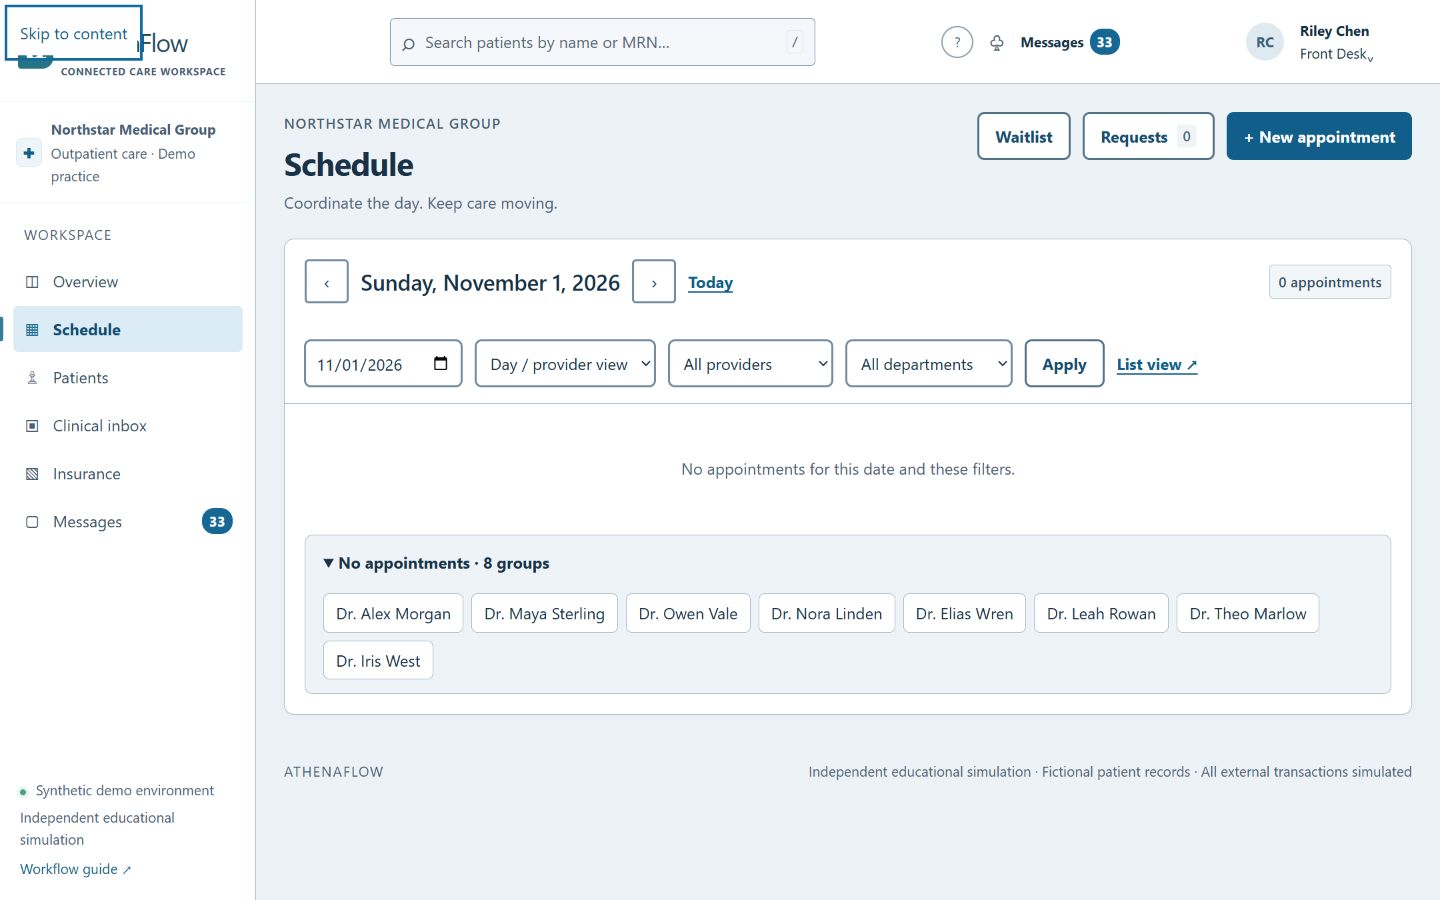 Skip to content
Flow
CONNECTED CARE WORKSPACE
Search patients by name or MRN...
/
?
Messages 33
RC
Riley Chen
Front Desk
Northstar Medical Group
Outpatient care · Demo
practice
WORKSPACE
Overview
Schedule
Patients
Clinical inbox
Insurance
Messages 33
Synthetic demo environment
Independent educational
simulation
Workflow guide ↗
NORTHSTAR MEDICAL GROUP
Schedule
Coordinate the day. Keep care moving.
Waitlist
Requests 0
+ New appointment
‹ Sunday, November 1, 2026 › Today
0 appointments
11/01/2026
Day / provider view
All providers
All departments
Apply
List view ↗
No appointments for this date and these filters.
▼ No appointments · 8 groups
Dr. Alex Morgan
Dr. Maya Sterling
Dr. Owen Vale
Dr. Nora Linden
Dr. Elias Wren
Dr. Leah Rowan
Dr. Theo Marlow
Dr. Iris West
ATHENAFLOW
Independent educational simulation · Fictional patient records · All external transactions simulated